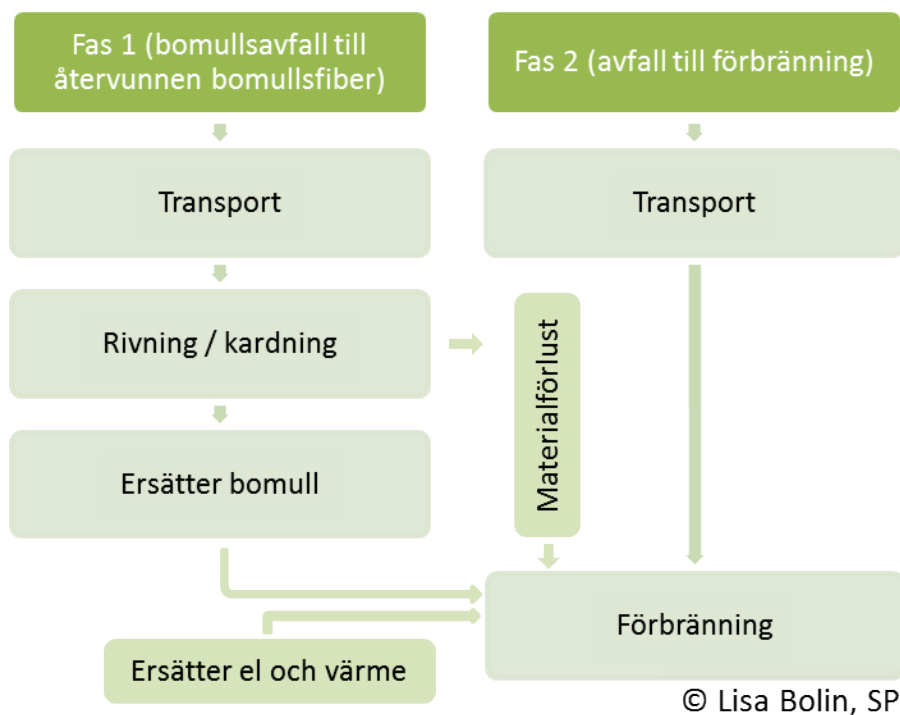 Fas 1 (bomullsavfall till
återvunnen bomullsfiber)
Fas 2 (avfall till förbränning)
Transport
Transport
Rivning / kardning
Materialförlust
Ersätter bomull
Förbränning
Ersätter el och värme
© Lisa Bolin, SP